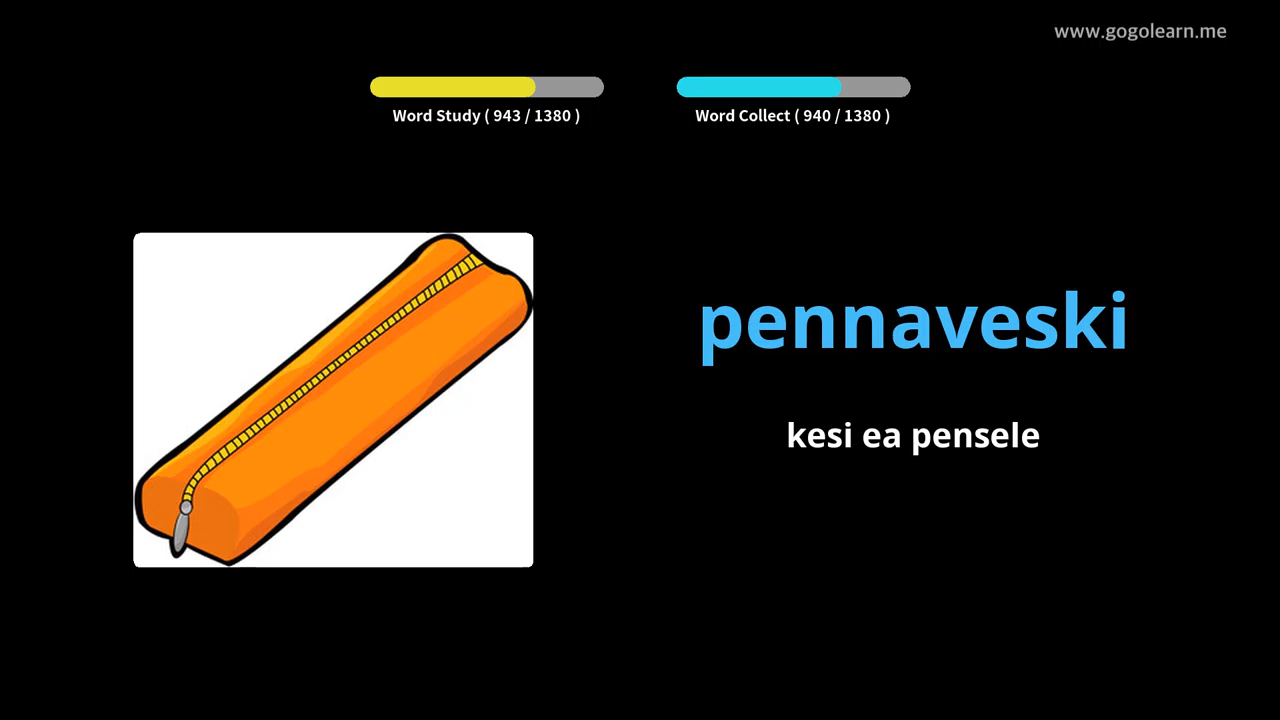 www.gogolearn.me
Word Study ( 943 / 1380 )
Word Collect ( 940 / 1380 )
pennaveski
kesi ea pensele